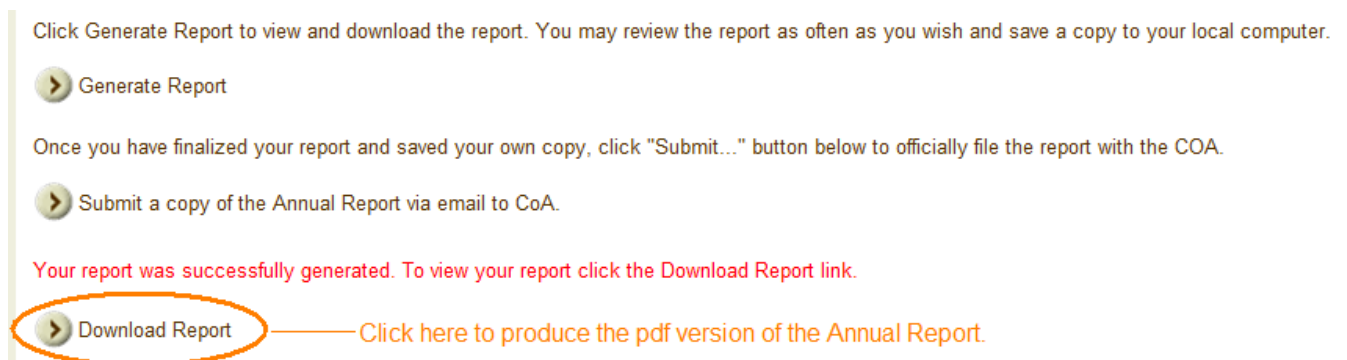 Click Generate Report to view and download the report. You may review the report as often as you wish and save a copy to your local computer.
Generate Report
Once you have finalized your report and saved your own copy, click "Submit..." button below to officially file the report with the COA.
Submit a copy of the Annual Report via email to CoA.
Your report was successfully generated. To view your report click the Download Report link.
Download Report Click here to produce the pdf version of the Annual Report.